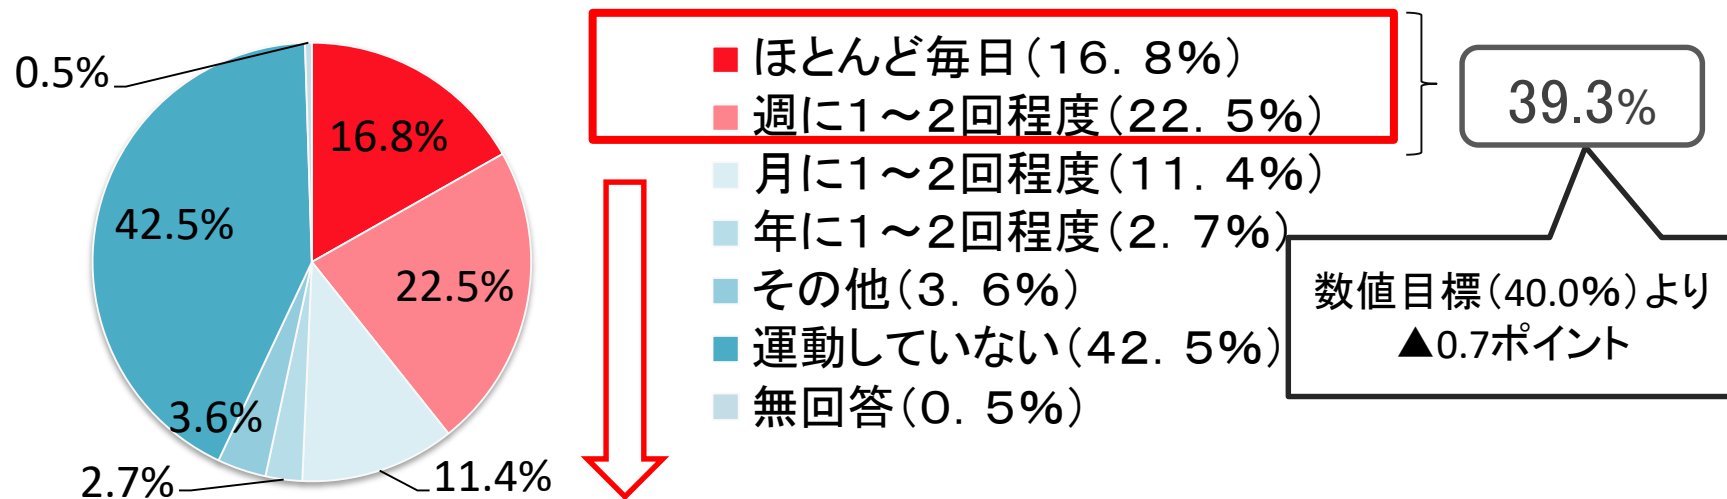 0.5%
16.8%
42.5%
22.5%
3.6%
2.7%
11.4%
ほとんど毎日(16.8%)
週に1~2回程度(22.5%)
月に1~2回程度(11.4%)
年に1~2回程度(2.7%)
その他(3.6%)
運動していない(42.5%)
無回答(0.5%)
39.3%
数値目標(40.0%)より
▲0.7ポイント